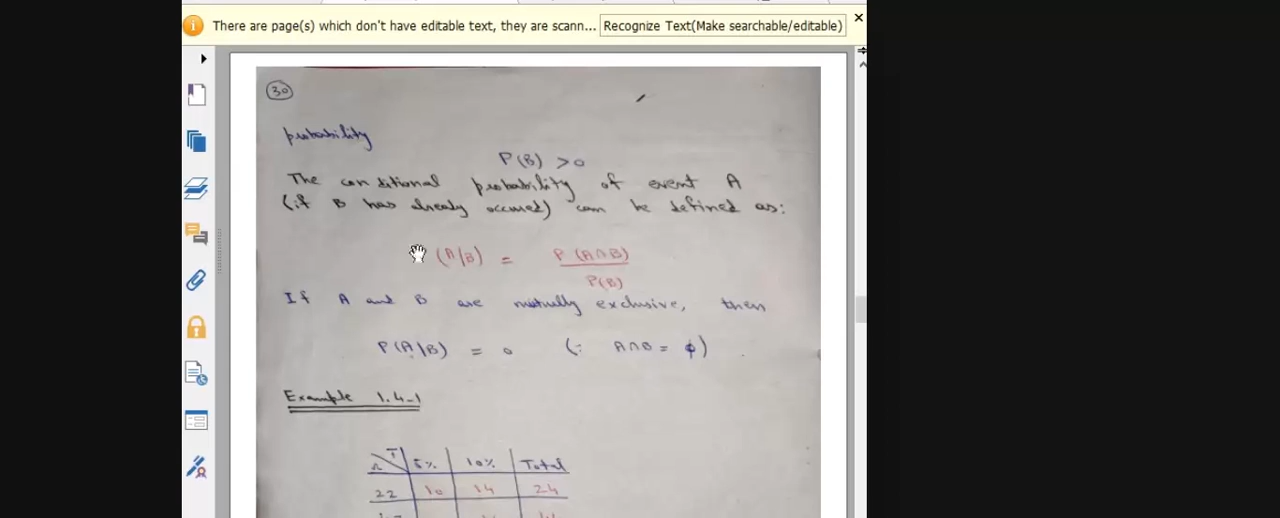 There are page(s) which don't have editable text, they are scann... Recognize Text(Make searchable/editable)
30
probability
P(B) >0
The conditional probability of event A
(if B has already occured) can be defined as:
(A|B) = P (A∩B)
P(B)
If A and B are mutually exclusive, then
P(A|B) = 0 (∵ A∩B = ϕ)
Example 1.4-1
T 5% 10% Total
22 10 14 24